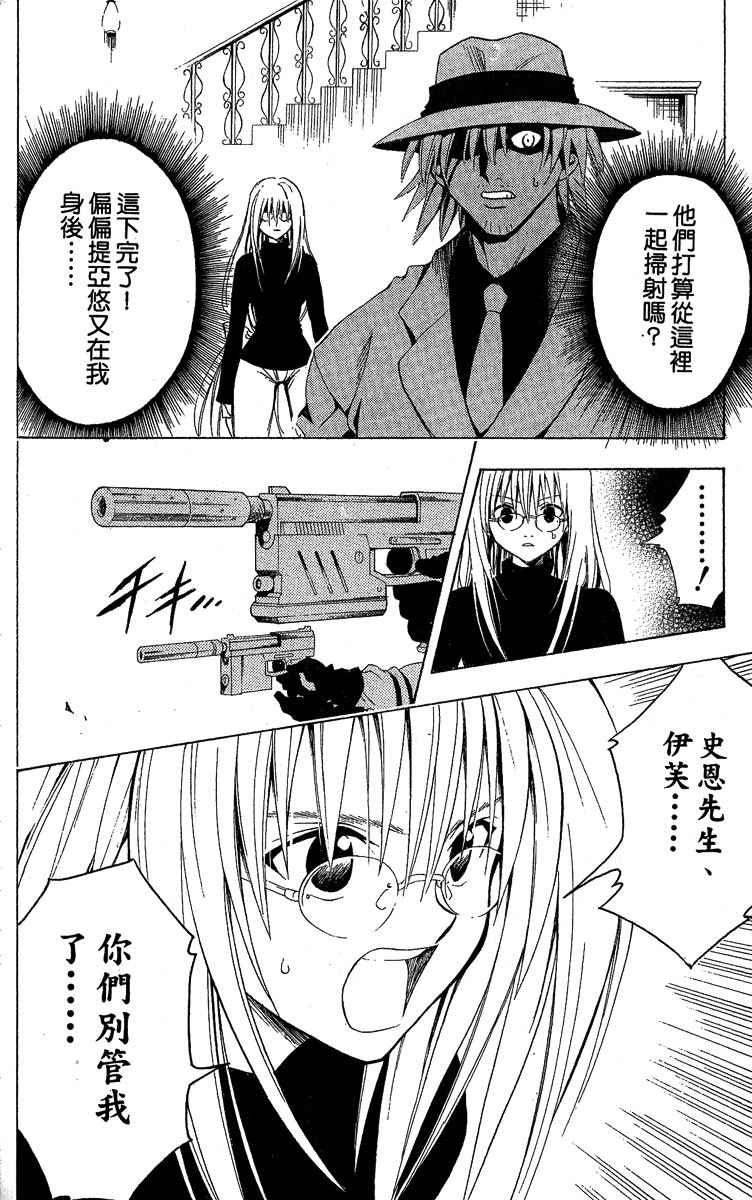 他們打算從這裡
一起掃射嗎？
這下完了！
偏偏提亞悠又在我
身後……
………！
チキ…
史恩先生、
伊芙……
你們別管我
了……